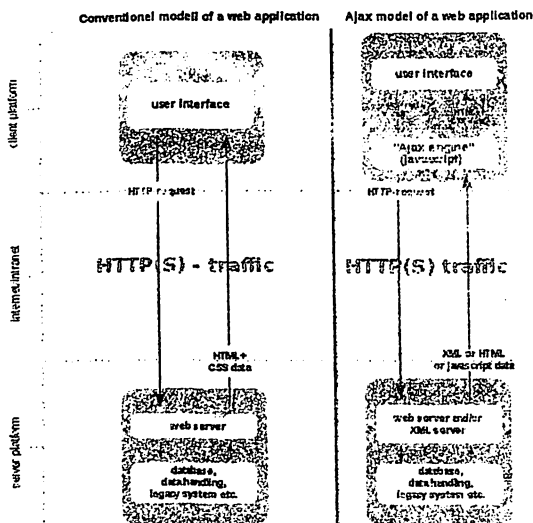 Conventionel modell of a web application
Ajax model of a web application
client platform
user interface
HTTP request
user interface
"Ajax engine"
(javascript)
HTTP-request
internet/intranet
HTTP(S) - traffic
HTTP(S) traffic
HTML+
CSS data
XML or HTML
or javascript data
server platform
web server
database,
datahandling,
legacy system etc.
web server and/or
XML server
database,
datahandling,
legacy system etc.